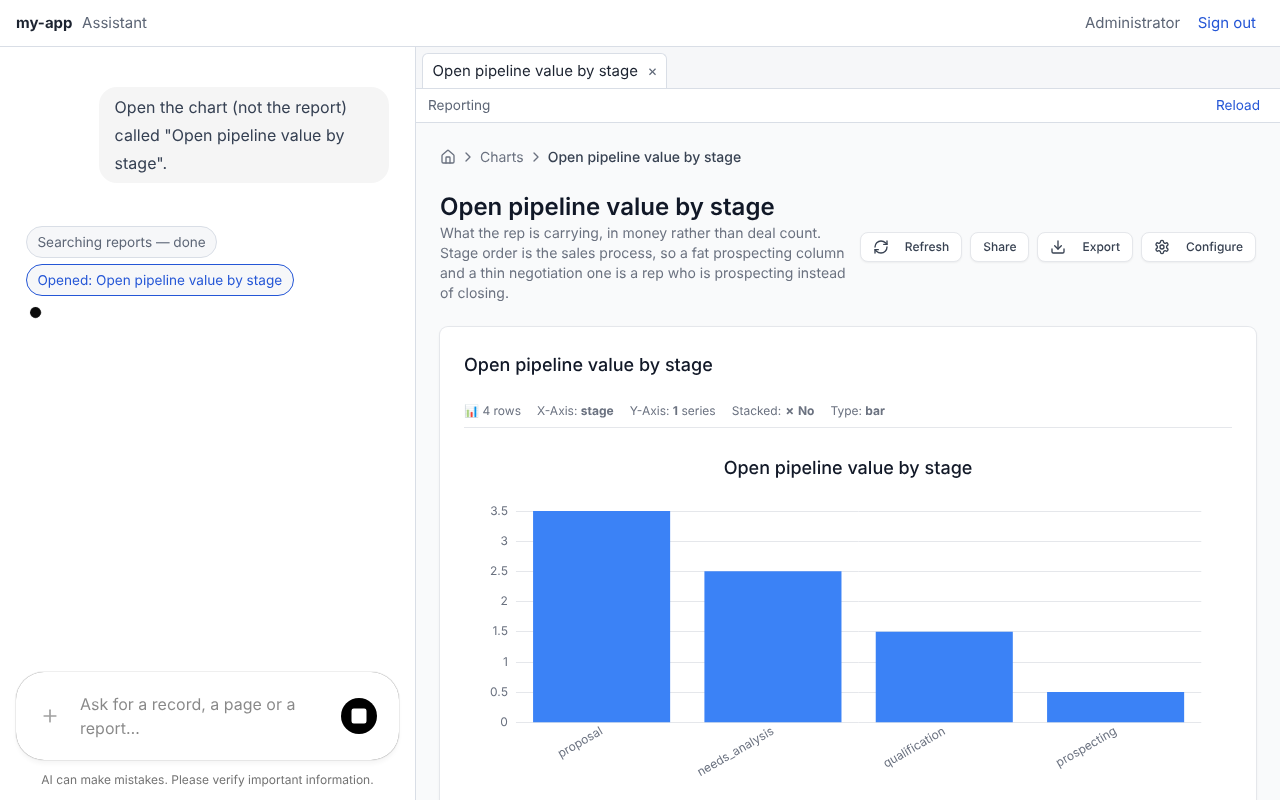 my-app Assistant
Administrator Sign out
Open the chart (not the report)
called "Open pipeline value by
stage".
Searching reports — done
Opened: Open pipeline value by stage
Ask for a record, a page or a
report...
AI can make mistakes. Please verify important information.
Open pipeline value by stage ×
Reporting Reload
Charts Open pipeline value by stage
Open pipeline value by stage
What the rep is carrying, in money rather than deal count.
Stage order is the sales process, so a fat prospecting column
and a thin negotiation one is a rep who is prospecting instead
of closing.
Refresh Share Export Configure
Open pipeline value by stage
4 rows X-Axis: stage Y-Axis: 1 series Stacked: × No Type: bar
Open pipeline value by stage
3.5
3
2.5
2
1.5
1
0.5
0
proposal needs_analysis qualification prospecting